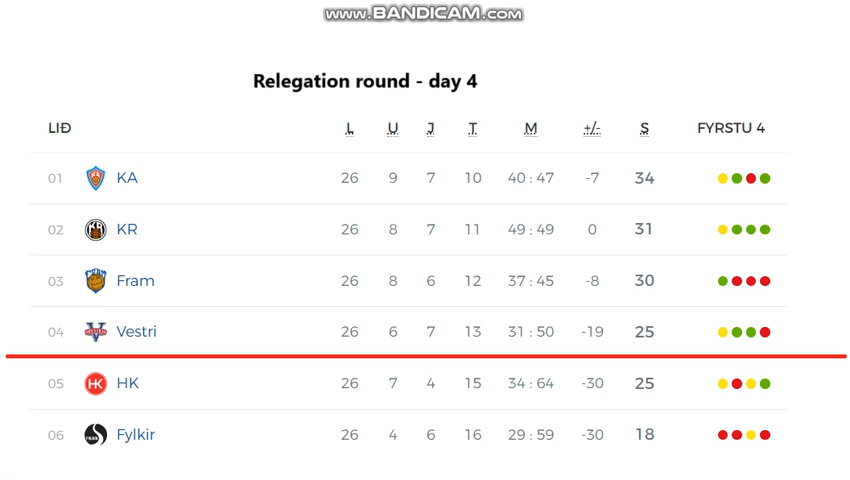 www.BANDICAM.com
Relegation round - day 4
LIÐ L U J T M +/- S FYRSTU 4
01 KA 26 9 7 10 40 : 47 -7 34
02 KR 26 8 7 11 49 : 49 0 31
03 Fram 26 8 6 12 37 : 45 -8 30
04 Vestri 26 6 7 13 31 : 50 -19 25
05 HK HK 26 7 4 15 34 : 64 -30 25
06 Fylkir 26 4 6 16 29 : 59 -30 18